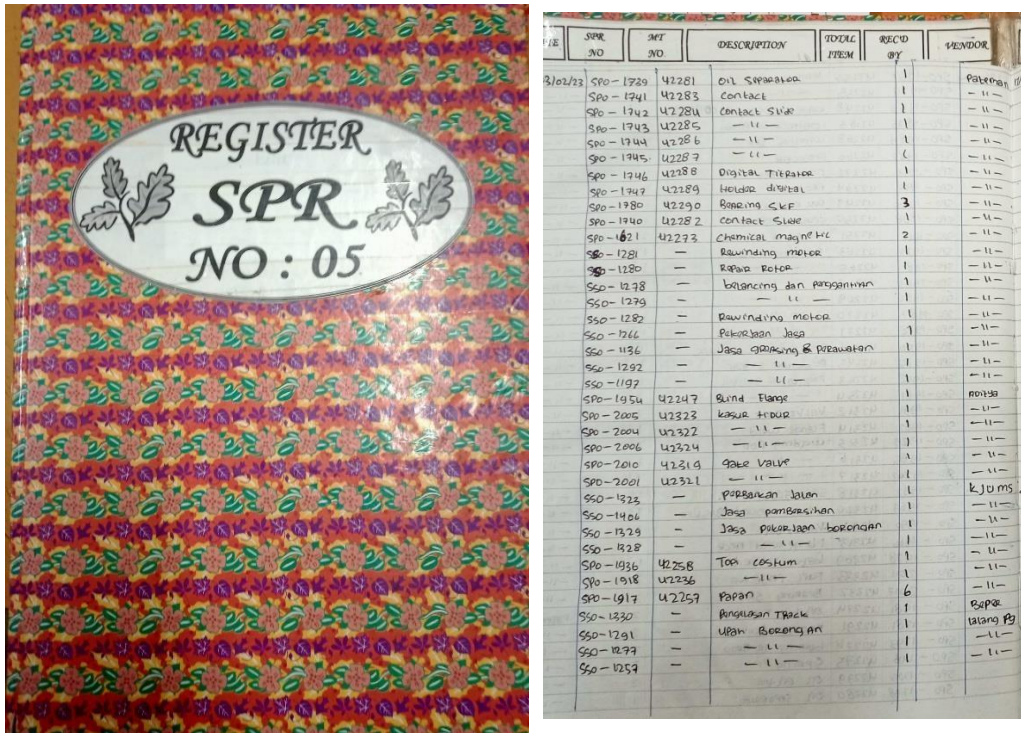 REGISTER
SPR
NO : 05
SPR NO MT NO. DESCRIPTION TOTAL ITEM REC'D BY VENDOR
3/02/23 SPO-1739 42281 Oil Separator 1 Pateman
SPO-1741 42283 Contact 1 -11-
SPO-1742 42284 Contact Slide 1 -11-
SPO-1743 42285 -11- 1 -11-
SPO-1744 42286 -11- 1 -11-
SPO-1745 42287 -11- 1 -11-
SPO-1746 42288 Digital Titrator 1 -11-
SPO-1747 42289 Holder digital 1 -11-
SPO-1780 42290 Bearing SKF 3 -11-
SPO-1740 42282 Contact Slide 1 -11-
SPO-1621 42273 Chemical magnetic 2 -11-
SSO-1281 - Rewinding motor 1 -11-
SSO-1280 - Repair Rotor 1 -11-
SSO-1278 - balancing dan penggantian 1 -11-
SSO-1279 - -11- 1 -11-
SSO-1282 - Rewinding motor 1 -11-
SSO-1266 - Pekerjaan Jasa 1 -11-
SSO-1136 - Jasa greasing & perawatan 1 -11-
SSO-1292 - -11- 1 -11-
SSO-1197 - -11- 1 -11-
SPO-1954 42247 Blind Flange 1 Aditya
SPO-2005 42323 kasur tidur 1 -11-
SPO-2004 42322 -11- 1 -11-
SPO-2006 42324 -11- 1 -11-
SPO-2010 42319 gate valve 1 -11-
SPO-2001 42321 -11- 1 -11-
SSO-1323 - Perbaikan Jalan 1 KJUMS
SSO-1406 - Jasa pembersihan 1 -11-
SSO-1329 - Jasa pekerjaan borongan 1 -11-
SSO-1328 - -11- 1 -11-
SPO-1936 42258 Topi costum 1 -11-
SPO-1918 42236 -11- 1 -11-
SPO-1917 42257 Papan 6 -11-
SSO-1330 - Pengelasan Track 1 Beper
SSO-1291 - Upah Borongan 1 lalang Pg
SSO-1277 - -11- 1 -11-
SSO-1257 - -11- 1 -11-